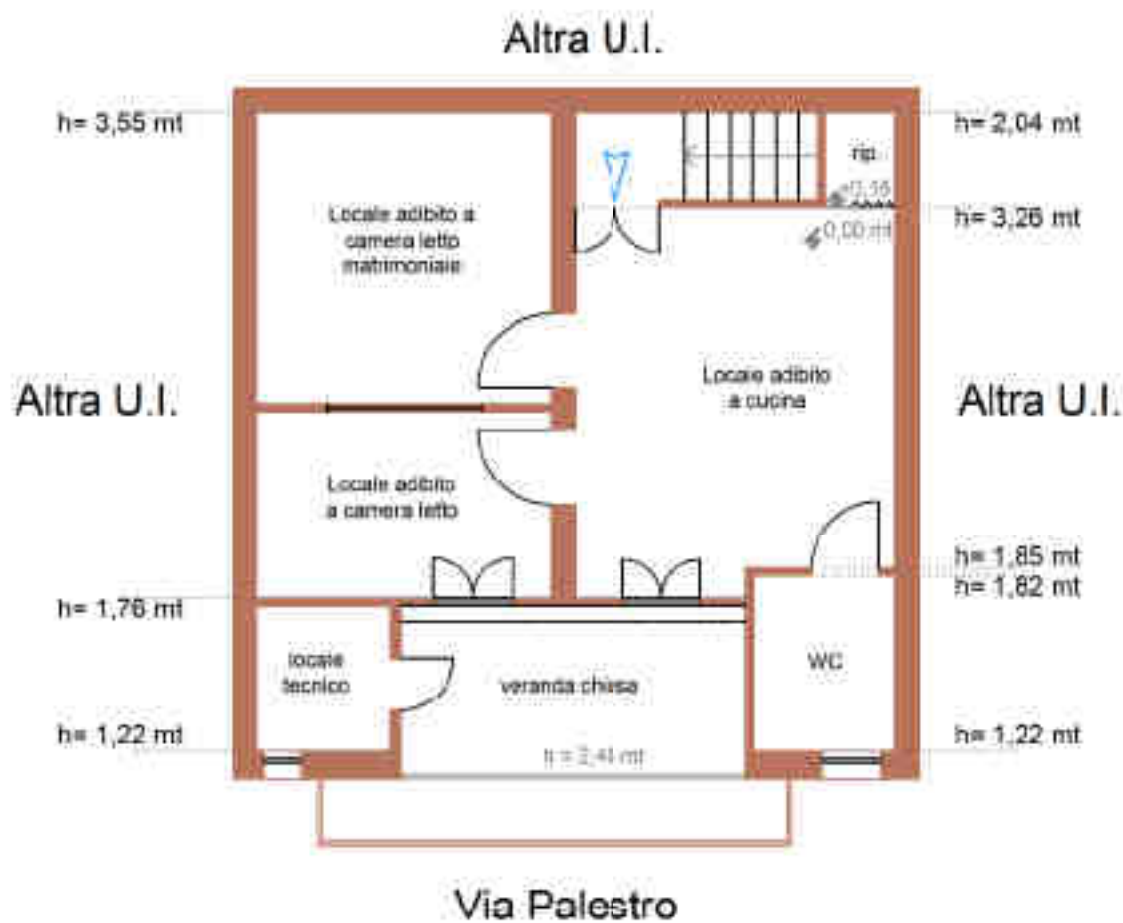 Altra U.I.
h= 3,55 mt
h= 2,04 mt
rip.
+0,36
h= 3,26 mt
0,00 mt
Locale adibito a
camera letto
matrimoniale
Altra U.I.
Locale adibito
a cucina
Altra U.I.
Locale adibito
a camera letto
h= 1,85 mt
h= 1,82 mt
h= 1,76 mt
locale
tecnico
veranda chiusa
WC
h= 1,22 mt
h = 2,41 mt
h= 1,22 mt
Via Palestro